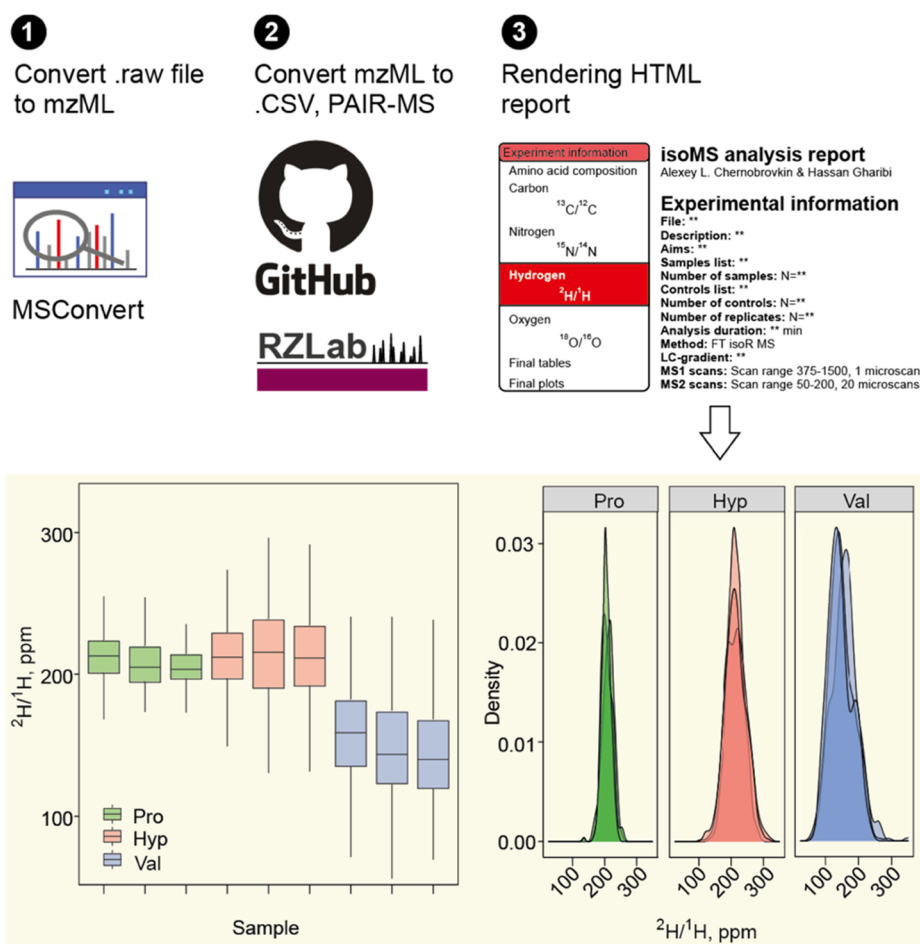 1
Convert .raw file
to mzML
MSConvert
2
Convert mzML to
.CSV, PAIR-MS
GitHub
RZLab
3
Rendering HTML
report
Experiment information
Amino acid composition
Carbon
¹³C/¹²C
Nitrogen
¹⁵N/¹⁴N
Hydrogen
²H/¹H
Oxygen
¹⁸O/¹⁶O
Final tables
Final plots
isoMS analysis report
Alexey L. Chernobrovkin & Hassan Gharibi
Experimental information
File: **
Description: **
Aims: **
Samples list: **
Number of samples: N=**
Controls list: **
Number of controls: N=**
Number of replicates: N=**
Analysis duration: ** min
Method: FT isoR MS
LC-gradient: **
MS1 scans: Scan range 375-1500, 1 microscan
MS2 scans: Scan range 50-200, 20 microscans
²H/¹H, ppm
300
200
100
Pro
Hyp
Val
Sample
Pro
Hyp
Val
Density
0.03
0.02
0.01
0.00
100
200
300
100
200
300
100
200
300
²H/¹H, ppm